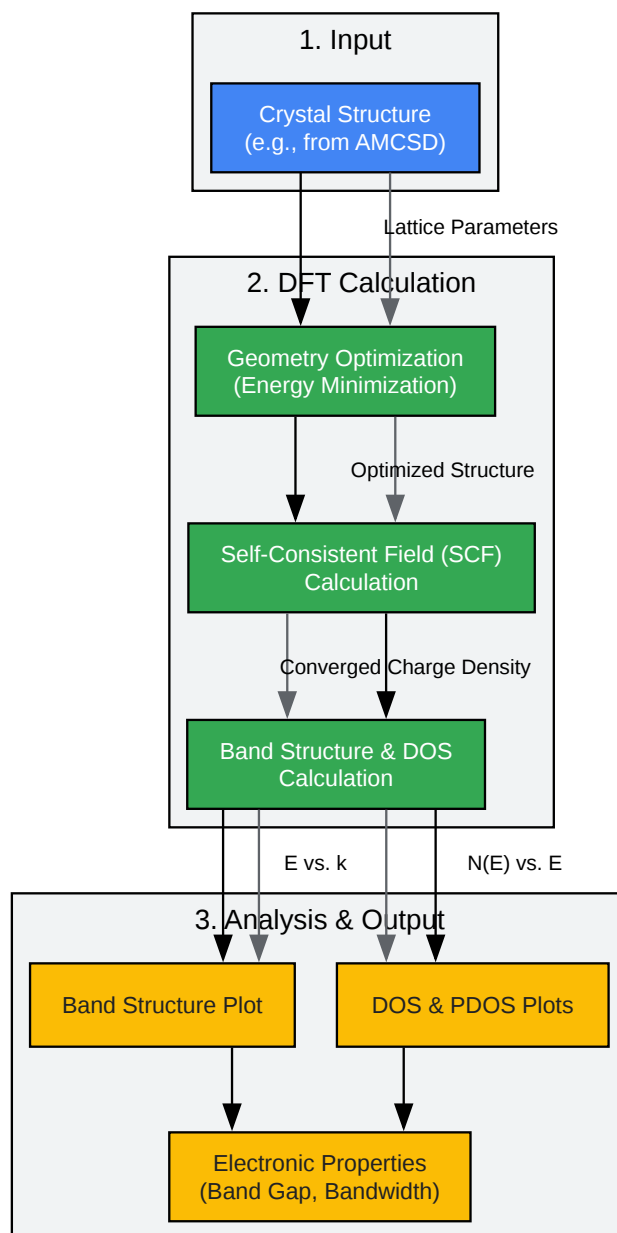 1. Input
Crystal Structure
(e.g., from AMCSD)
Lattice Parameters
2. DFT Calculation
Geometry Optimization
(Energy Minimization)
Optimized Structure
Self-Consistent Field (SCF)
Calculation
Converged Charge Density
Band Structure & DOS
Calculation
E vs. k
N(E) vs. E
3. Analysis & Output
Band Structure Plot
DOS & PDOS Plots
Electronic Properties
(Band Gap, Bandwidth)